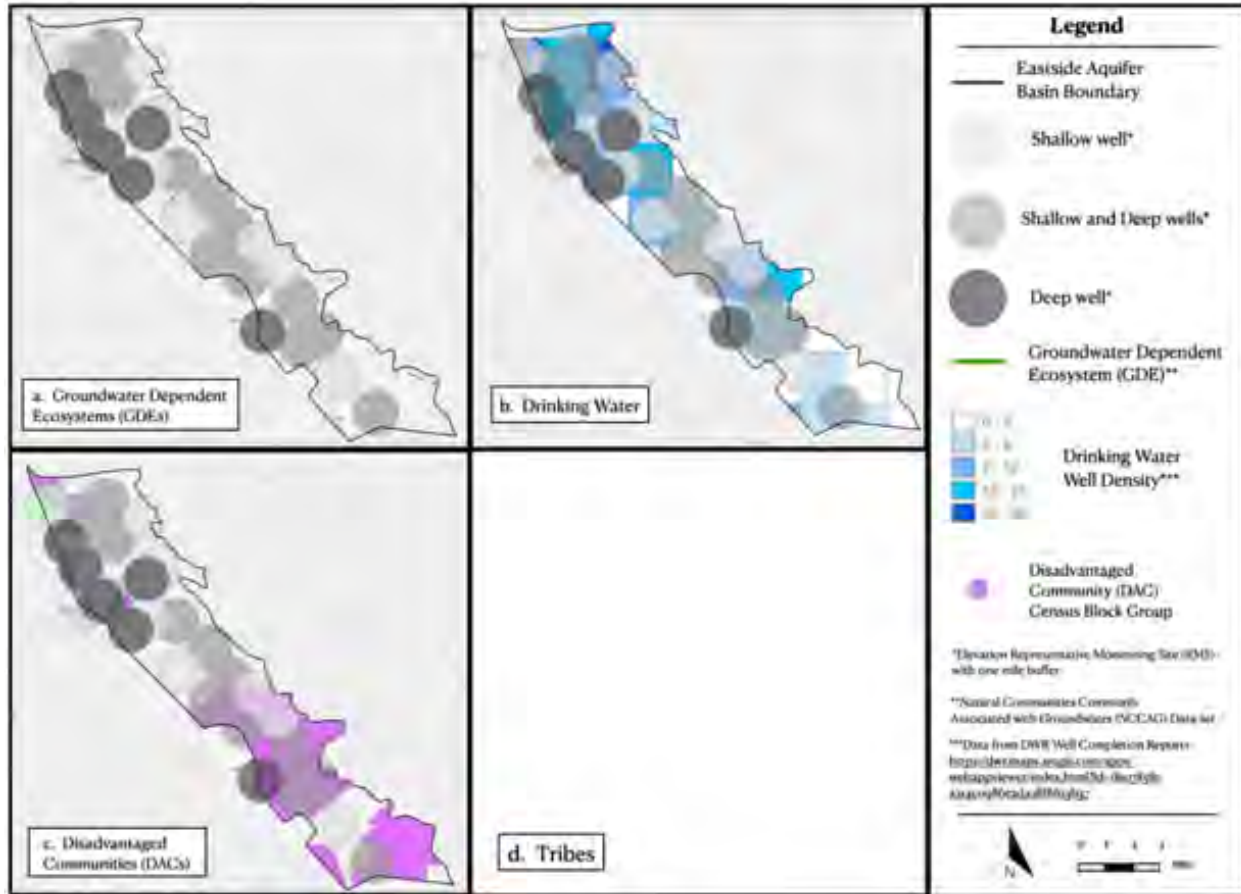 a. Groundwater Dependent
Ecosystems (GDEs)
b. Drinking Water
c. Disadvantaged
Communities (DACs)
d. Tribes
Legend
Eastside Aquifer
Basin Boundary
Shallow well*
Shallow and Deep wells*
Deep well*
Groundwater Dependent
Ecosystem (GDE)**
Drinking Water
Well Density***
Disadvantaged
Community (DAC)
Census Block Group
*Elevation Representative Monitoring Site (RMS)
with one mile buffer
**Natural Communities Commonly
Associated with Groundwater (NCCAG) Data set
***Data from DWR Well Completion Reports
N